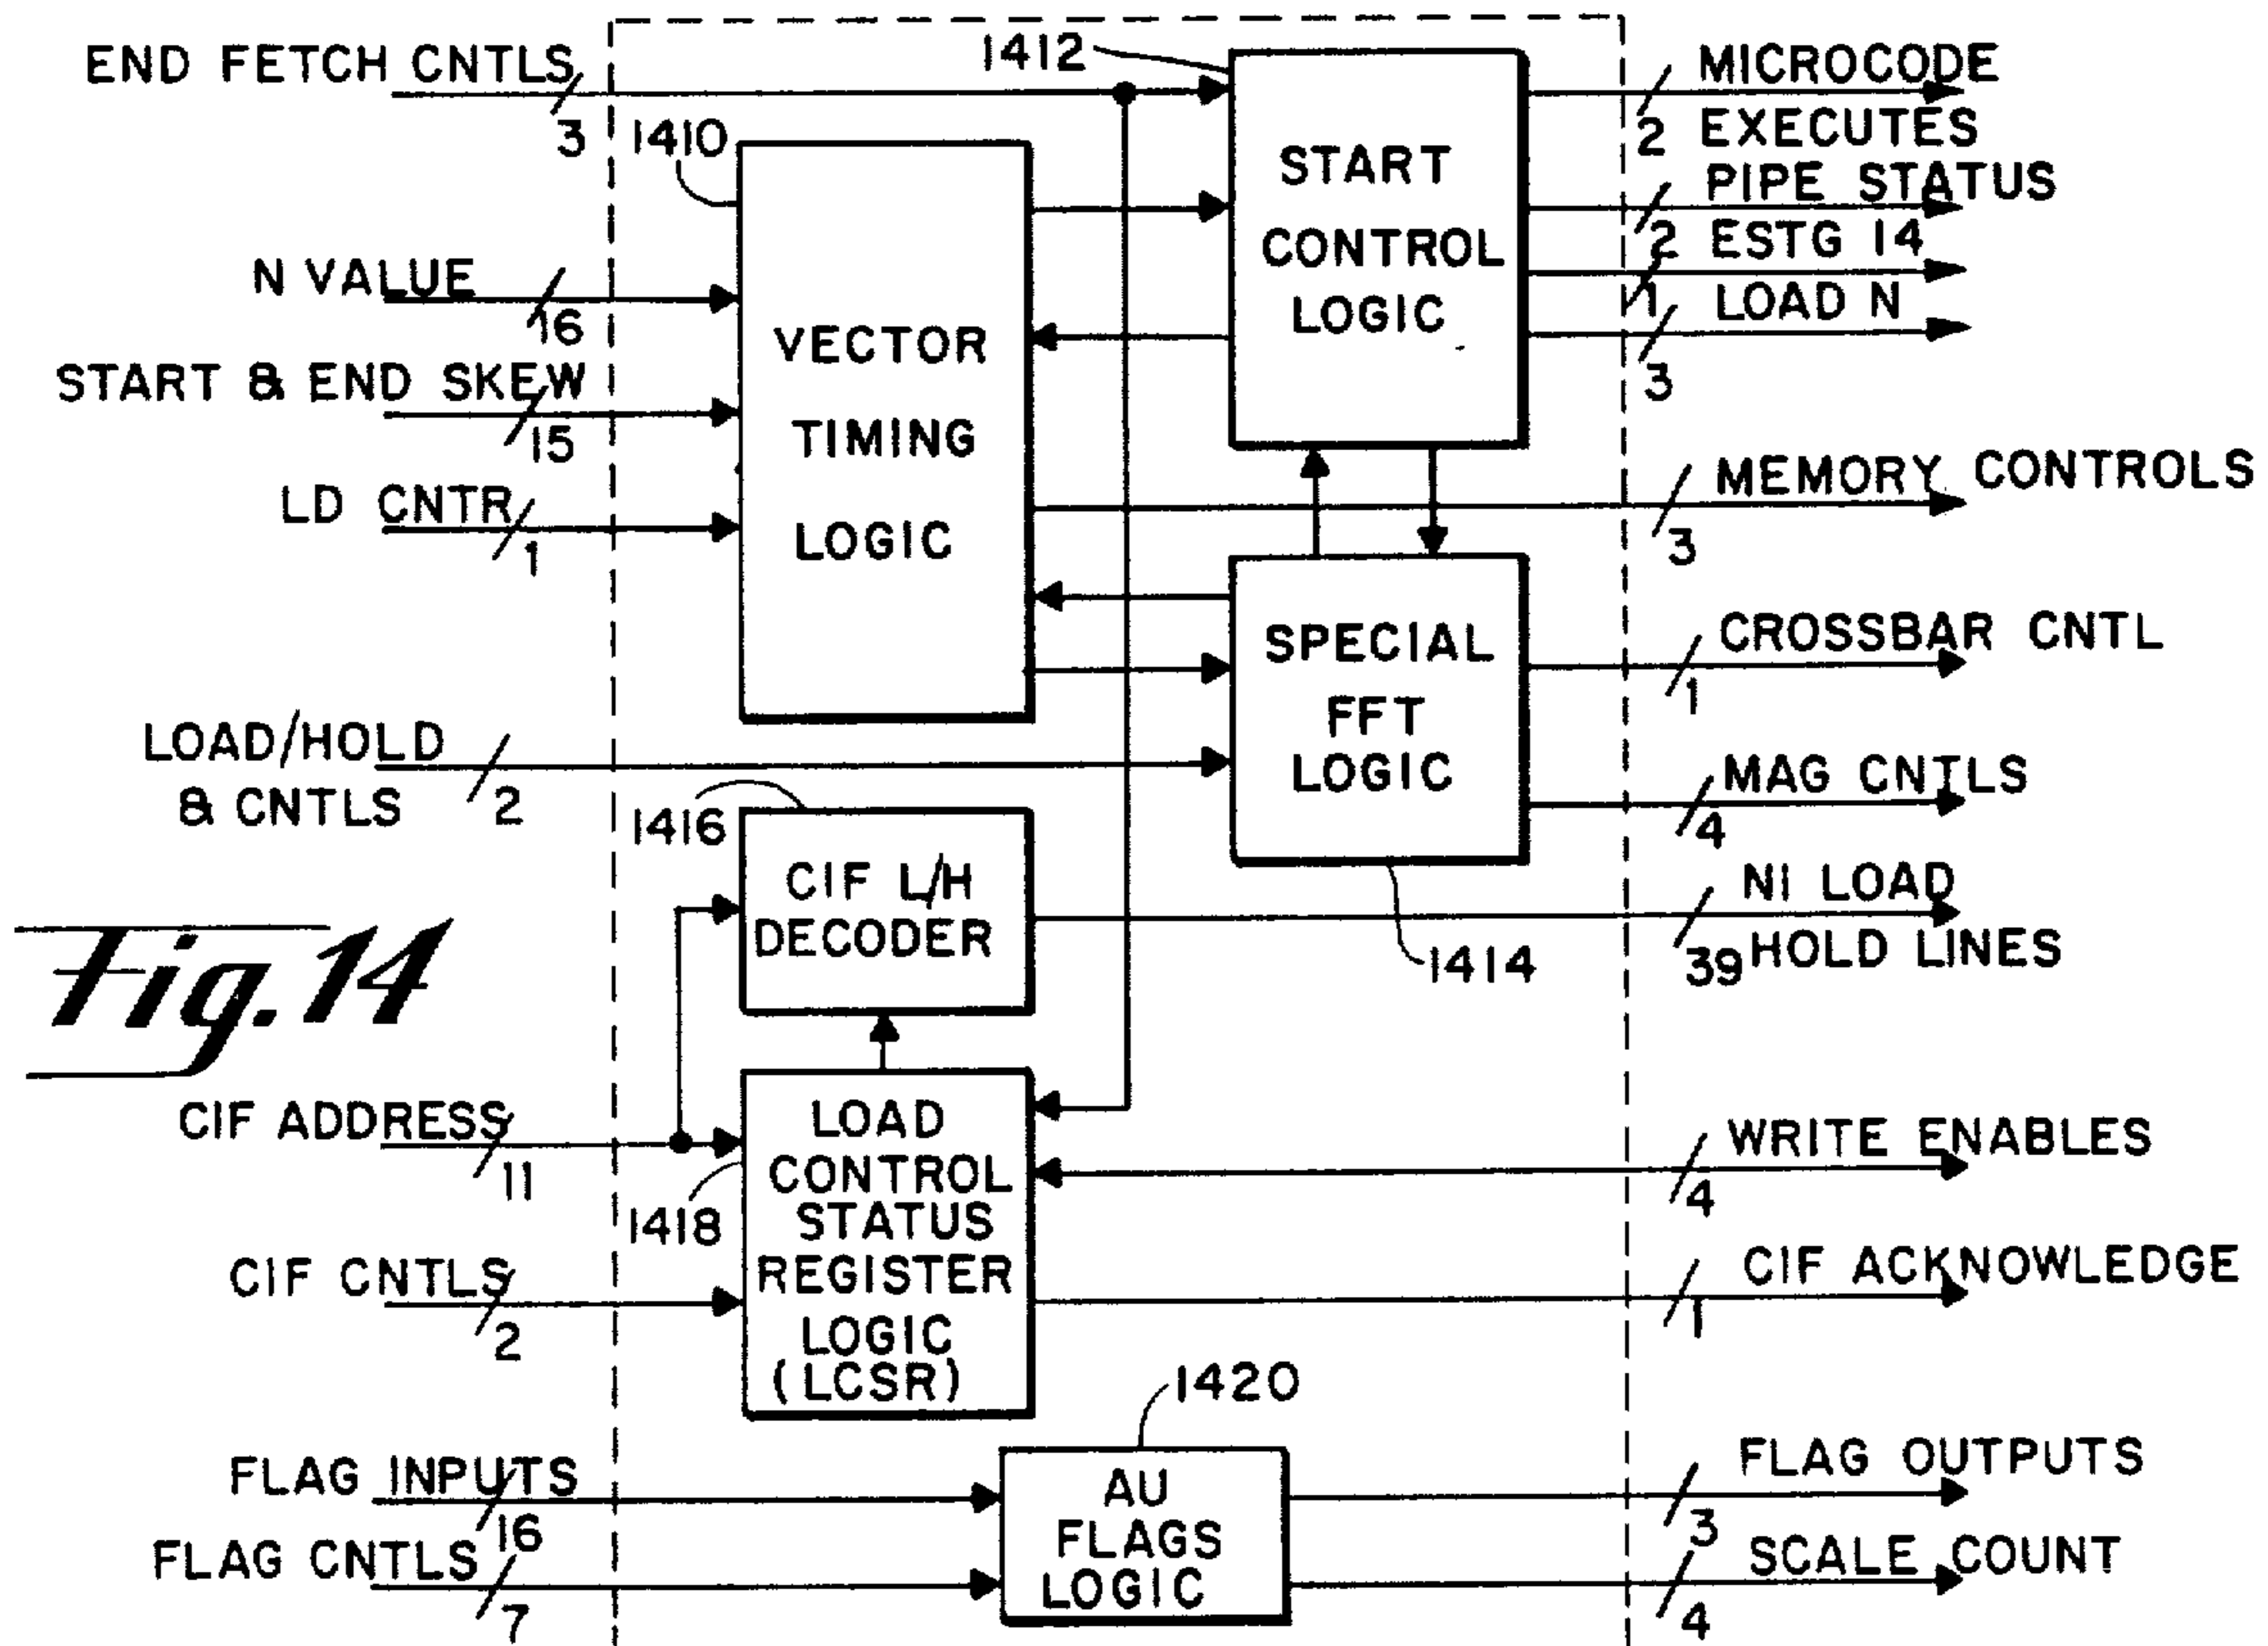 END FETCH CNTLS
3
N VALUE
16
START & END SKEW
15
LD CNTR
1
LOAD/HOLD
& CNTLS
2
Fig. 14
CIF ADDRESS
11
CIF CNTLS
2
FLAG INPUTS
16
FLAG CNTLS
7
1410
VECTOR
TIMING
LOGIC
1412
START
CONTROL
LOGIC
SPECIAL
FFT
LOGIC
1414
1416
CIF L/H
DECODER
1418
LOAD
CONTROL
STATUS
REGISTER
LOGIC
(LCSR)
1420
AU
FLAGS
LOGIC
MICROCODE
2 EXECUTES
PIPE STATUS
2 ESTG 14
1 LOAD N
3
MEMORY CONTROLS
3
CROSSBAR CNTL
1
MAG CNTLS
4
NI LOAD
39 HOLD LINES
WRITE ENABLES
4
CIF ACKNOWLEDGE
1
FLAG OUTPUTS
3
SCALE COUNT
4